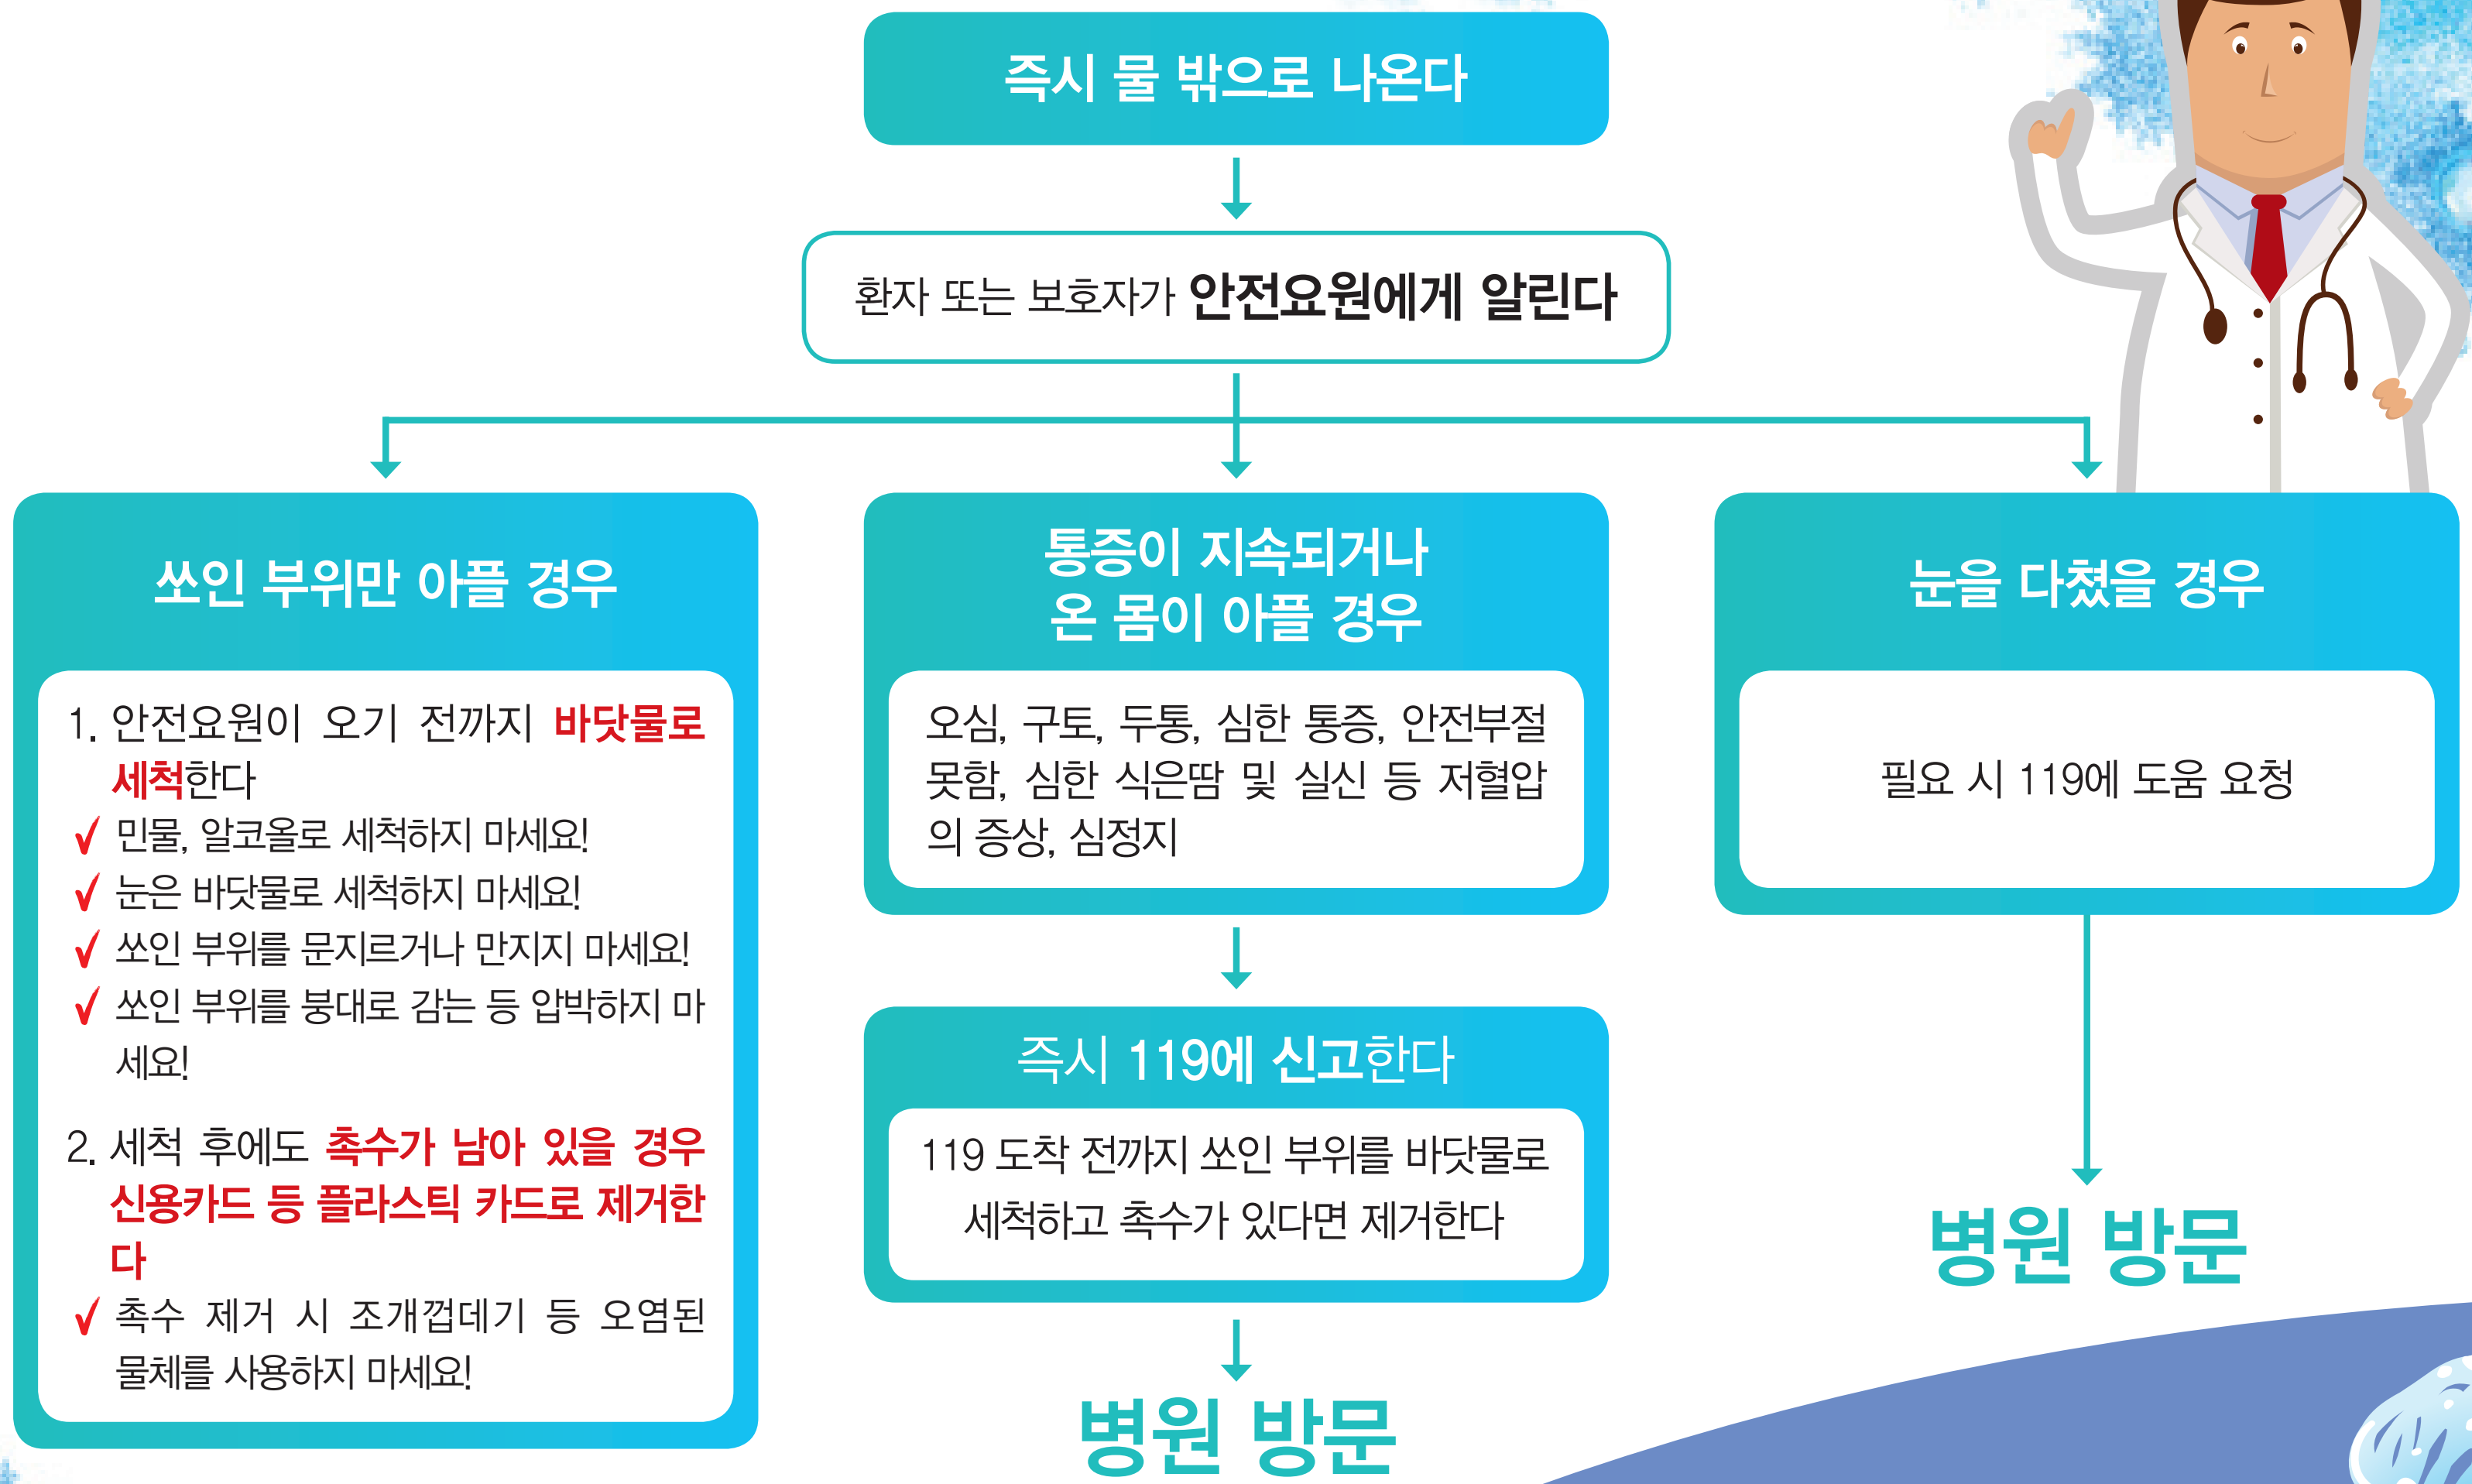 즉시 물 밖으로 나온다
환자 또는 보호자가 안전요원에게 알린다
쏘인 부위만 아플 경우
1. 안전요원이 오기 전까지 바닷물로
세척한다
민물, 알코올로 세척하지 마세요!
눈은 바닷물로 세척하지 마세요!
쏘인 부위를 문지르거나 만지지 마세요!
쏘인 부위를 붕대로 감는 등 압박하지 마
세요!
2. 세척 후에도 촉수가 남아 있을 경우
신용카드 등 플라스틱 카드로 제거한
다
촉수 제거 시 조개껍데기 등 오염된
물체를 사용하지 마세요!
통증이 지속되거나
온 몸이 아플 경우
오심, 구토, 두통, 심한 통증, 안전부절
못함, 심한 식은땀 및 실신 등 저혈압
의 증상, 심정지
즉시 119에 신고한다
119 도착 전까지 쏘인 부위를 바닷물로
세척하고 촉수가 있다면 제거한다
병원 방문
눈을 다쳤을 경우
필요 시 119에 도움 요청
병원 방문